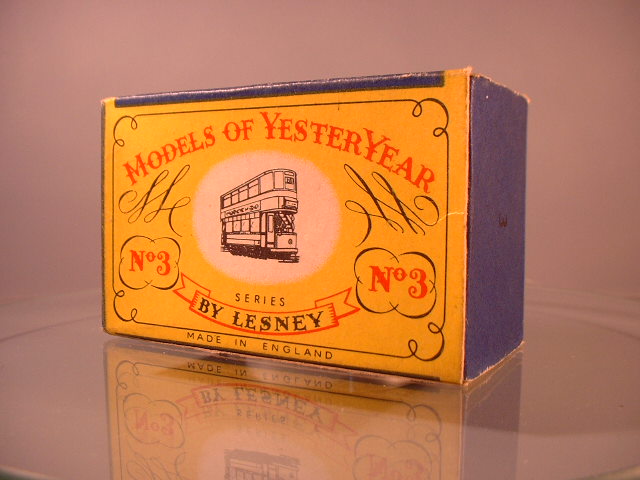 MODELS OF YESTERYEAR
No3
No3
SERIES
BY LESNEY
MADE IN ENGLAND